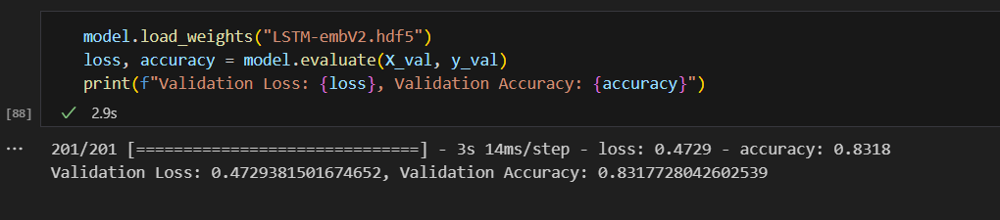 model.load_weights("LSTM-embV2.hdf5")
loss, accuracy = model.evaluate(X_val, y_val)
print(f"Validation Loss: {loss}, Validation Accuracy: {accuracy}")
[88]
✓ 2.9s
... 201/201 [==============================] - 3s 14ms/step - loss: 0.4729 - accuracy: 0.8318
Validation Loss: 0.4729381501674652, Validation Accuracy: 0.8317728042602539